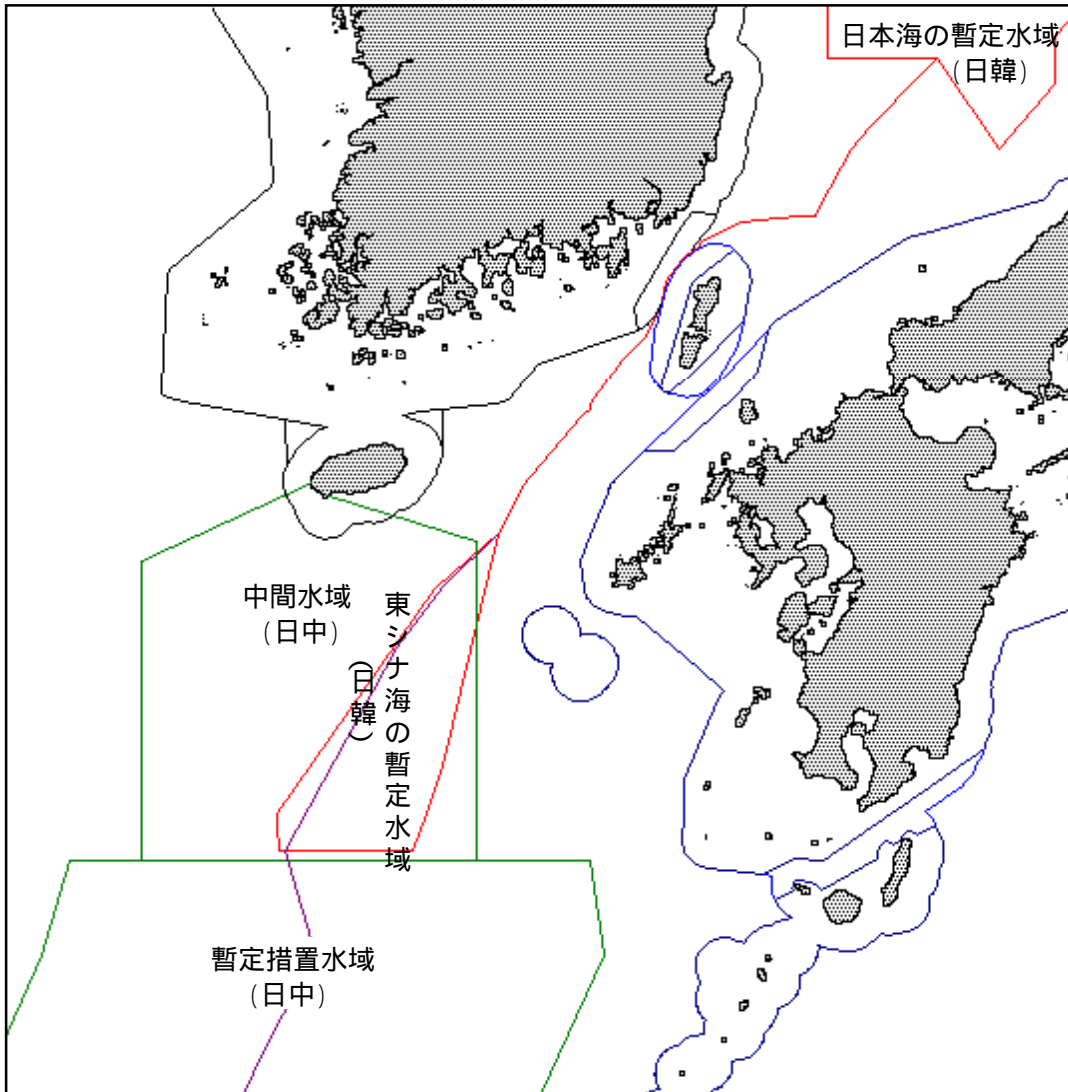 日本海の暫定水域
(日韓)
中間水域
(日中)
東シナ海の暫定水域
(日韓)
暫定措置水域
(日中)